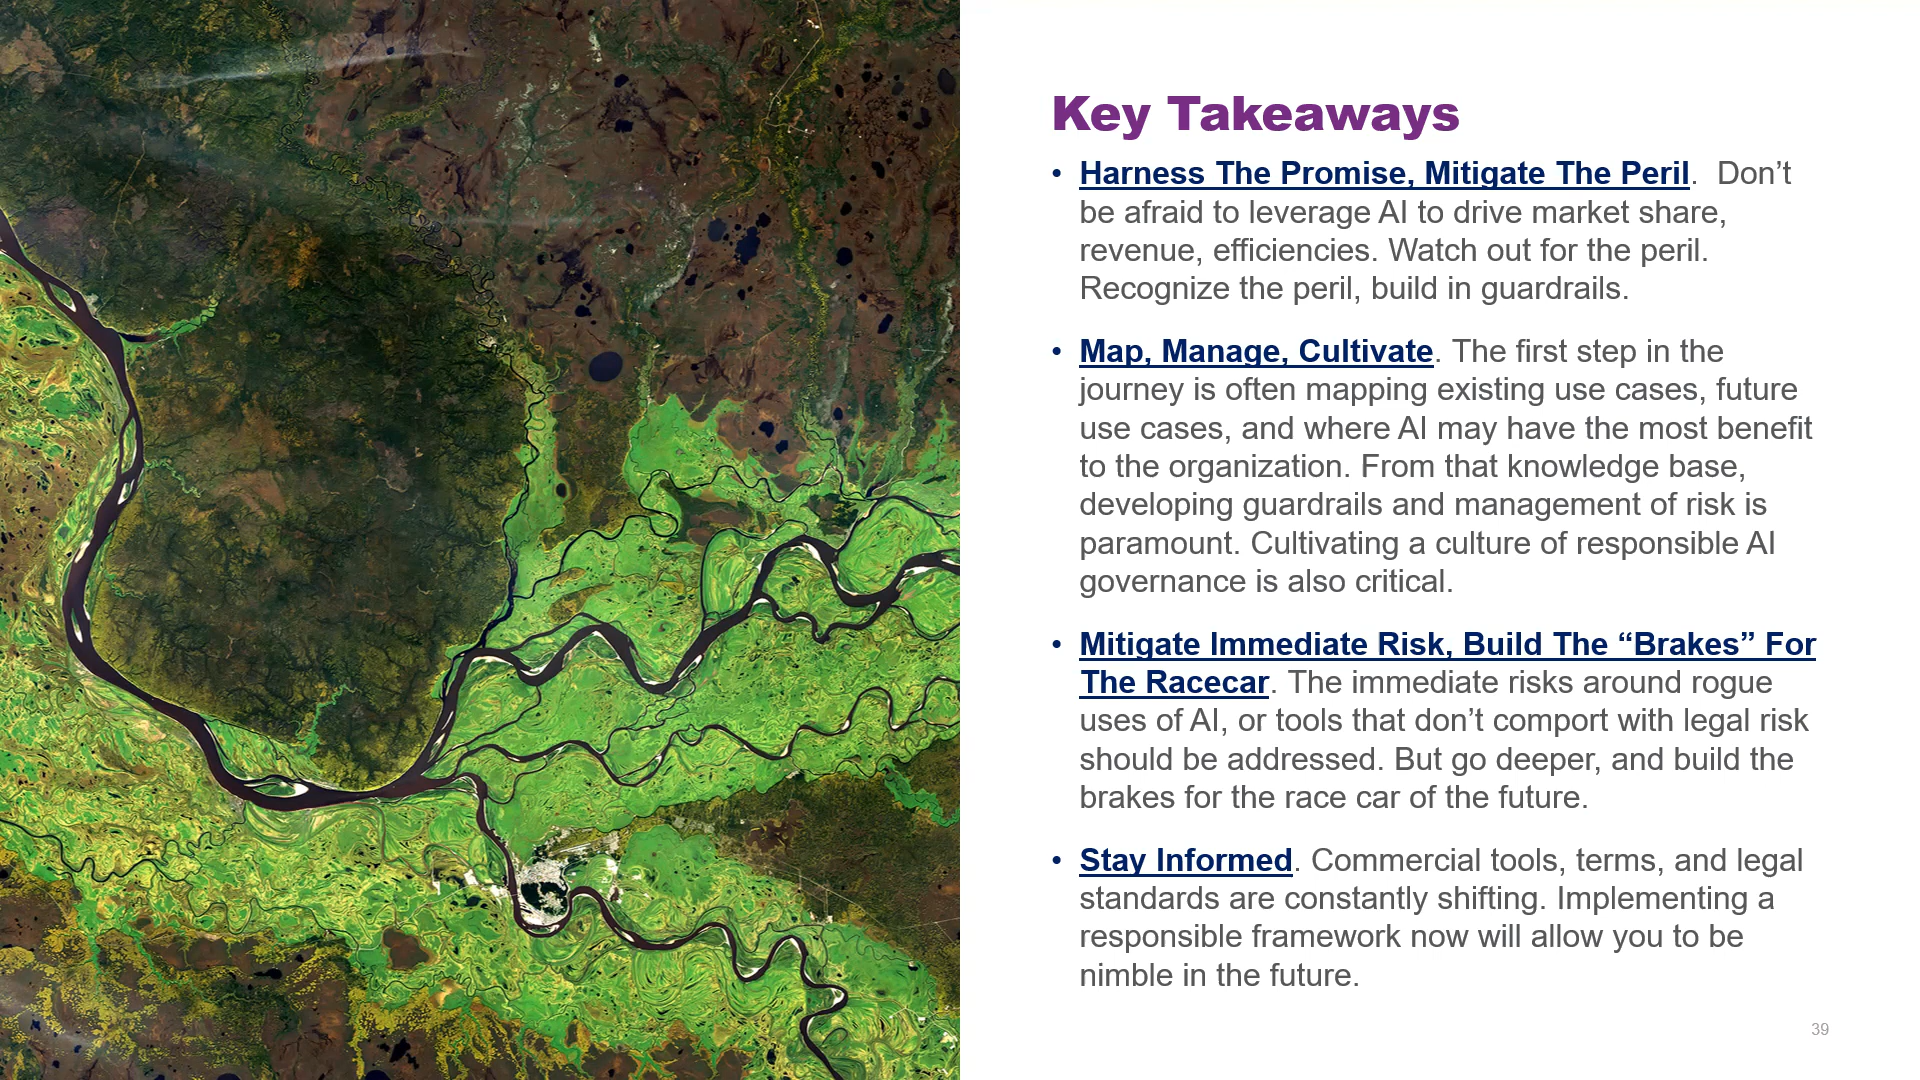 Key Takeaways
• Harness The Promise, Mitigate The Peril.  Don’t
be afraid to leverage AI to drive market share,
revenue, efficiencies. Watch out for the peril.
Recognize the peril, build in guardrails.
• Map, Manage, Cultivate. The first step in the
journey is often mapping existing use cases, future
use cases, and where AI may have the most benefit
to the organization. From that knowledge base,
developing guardrails and management of risk is
paramount. Cultivating a culture of responsible AI
governance is also critical.
• Mitigate Immediate Risk, Build The “Brakes” For
The Racecar. The immediate risks around rogue
uses of AI, or tools that don’t comport with legal risk
should be addressed. But go deeper, and build the
brakes for the race car of the future.
• Stay Informed. Commercial tools, terms, and legal
standards are constantly shifting. Implementing a
responsible framework now will allow you to be
nimble in the future.
39